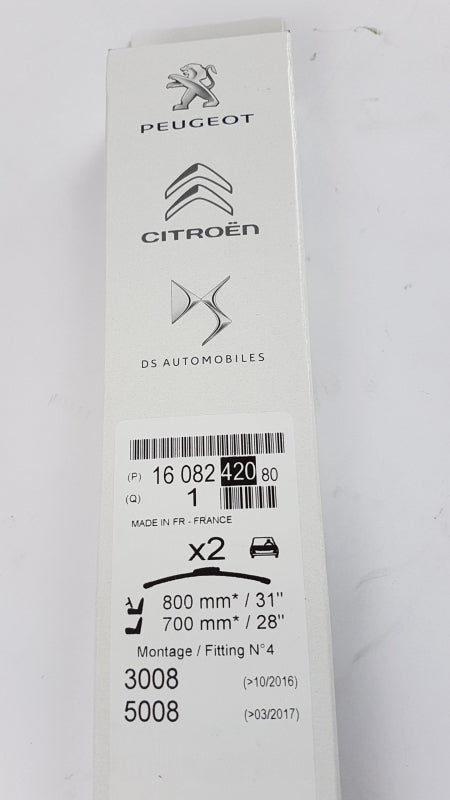 PEUGEOT
CITROËN
DS AUTOMOBILES
(P) 16 082 420 80
(Q) 1
MADE IN FR - FRANCE
x2
800 mm* / 31"
700 mm* / 28"
Montage / Fitting N°4
3008 (>10/2016)
5008 (>03/2017)